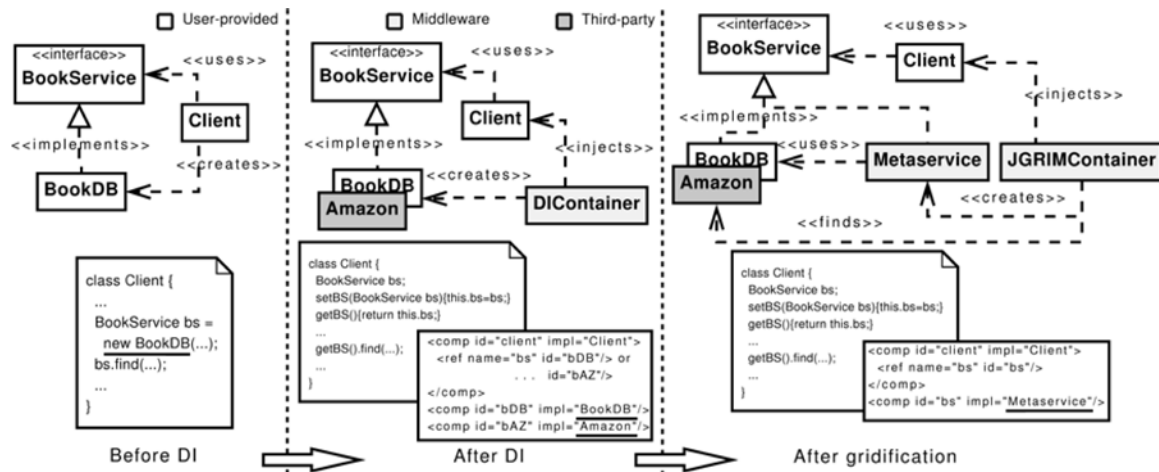 User-provided
Middleware
Third-party
<<interface>>
BookService
<<uses>>
Client
<<implements>>
<<creates>>
BookDB
class Client {
...
BookService bs =
new BookDB(...);
bs.find(...);
...
}
Before DI
<<interface>>
BookService
<<uses>>
Client
<<implements>>
<<injects>>
BookDB
<<creates>>
Amazon
DIContainer
class Client {
BookService bs;
setBS(BookService bs){this.bs=bs;}
getBS(){return this.bs;}
...
getBS().find(...);
...
}
<comp id="client" impl="Client">
<ref name="bs" id="bDB"/> or
... id="bAZ"/>
</comp>
<comp id="bDB" impl="BookDB"/>
<comp id="bAZ" impl="Amazon"/>
After DI
<<interface>>
BookService
<<uses>>
Client
<<injects>>
<<implements>>
<<uses>>
BookDB
Amazon
Metaservice
JGRIMContainer
<<creates>>
<<finds>>
class Client {
BookService bs;
setBS(BookService bs){this.bs=bs;}
getBS(){return this.bs;}
...
getBS().find(...);
...
}
<comp id="client" impl="Client">
<ref name="bs" id="bs"/>
</comp>
<comp id="bs" impl="Metaservice"/>
After gridification